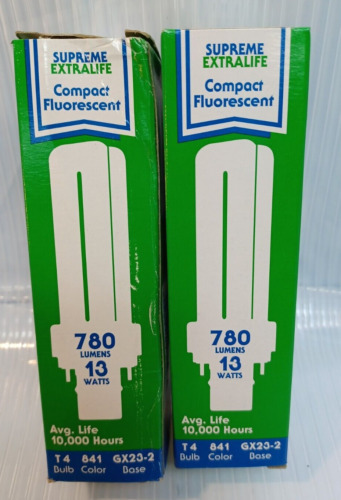 SUPREME
EXTRALIFE
Compact
Fluorescent
780
LUMENS
13
WATTS
Avg. Life
10,000 Hours
T4 841 GX23-2
Bulb Color Base
SUPREME
EXTRALIFE
Compact
Fluorescent
780
LUMENS
13
WATTS
Avg. Life
10,000 Hours
T4 841 GX23-2
Bulb Color Base